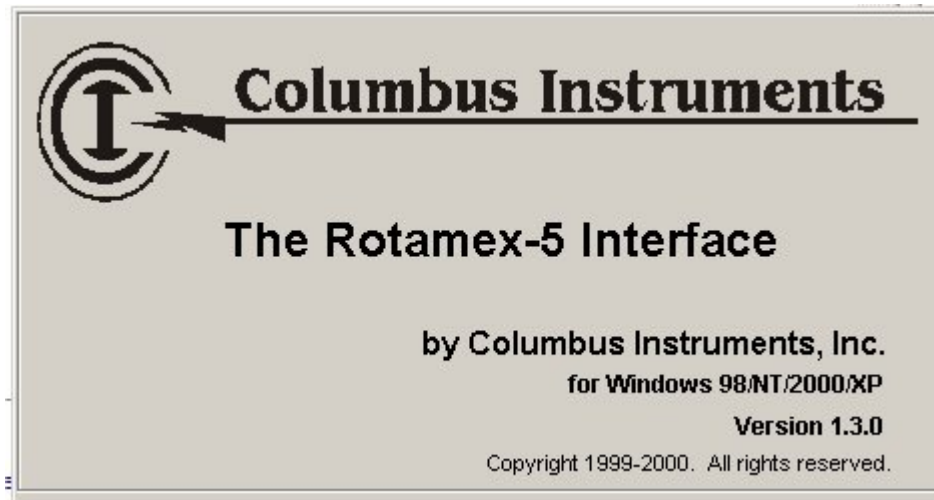 Columbus Instruments
The Rotamex-5 Interface
by Columbus Instruments, Inc.
for Windows 98/NT/2000/XP
Version 1.3.0
Copyright 1999-2000. All rights reserved.